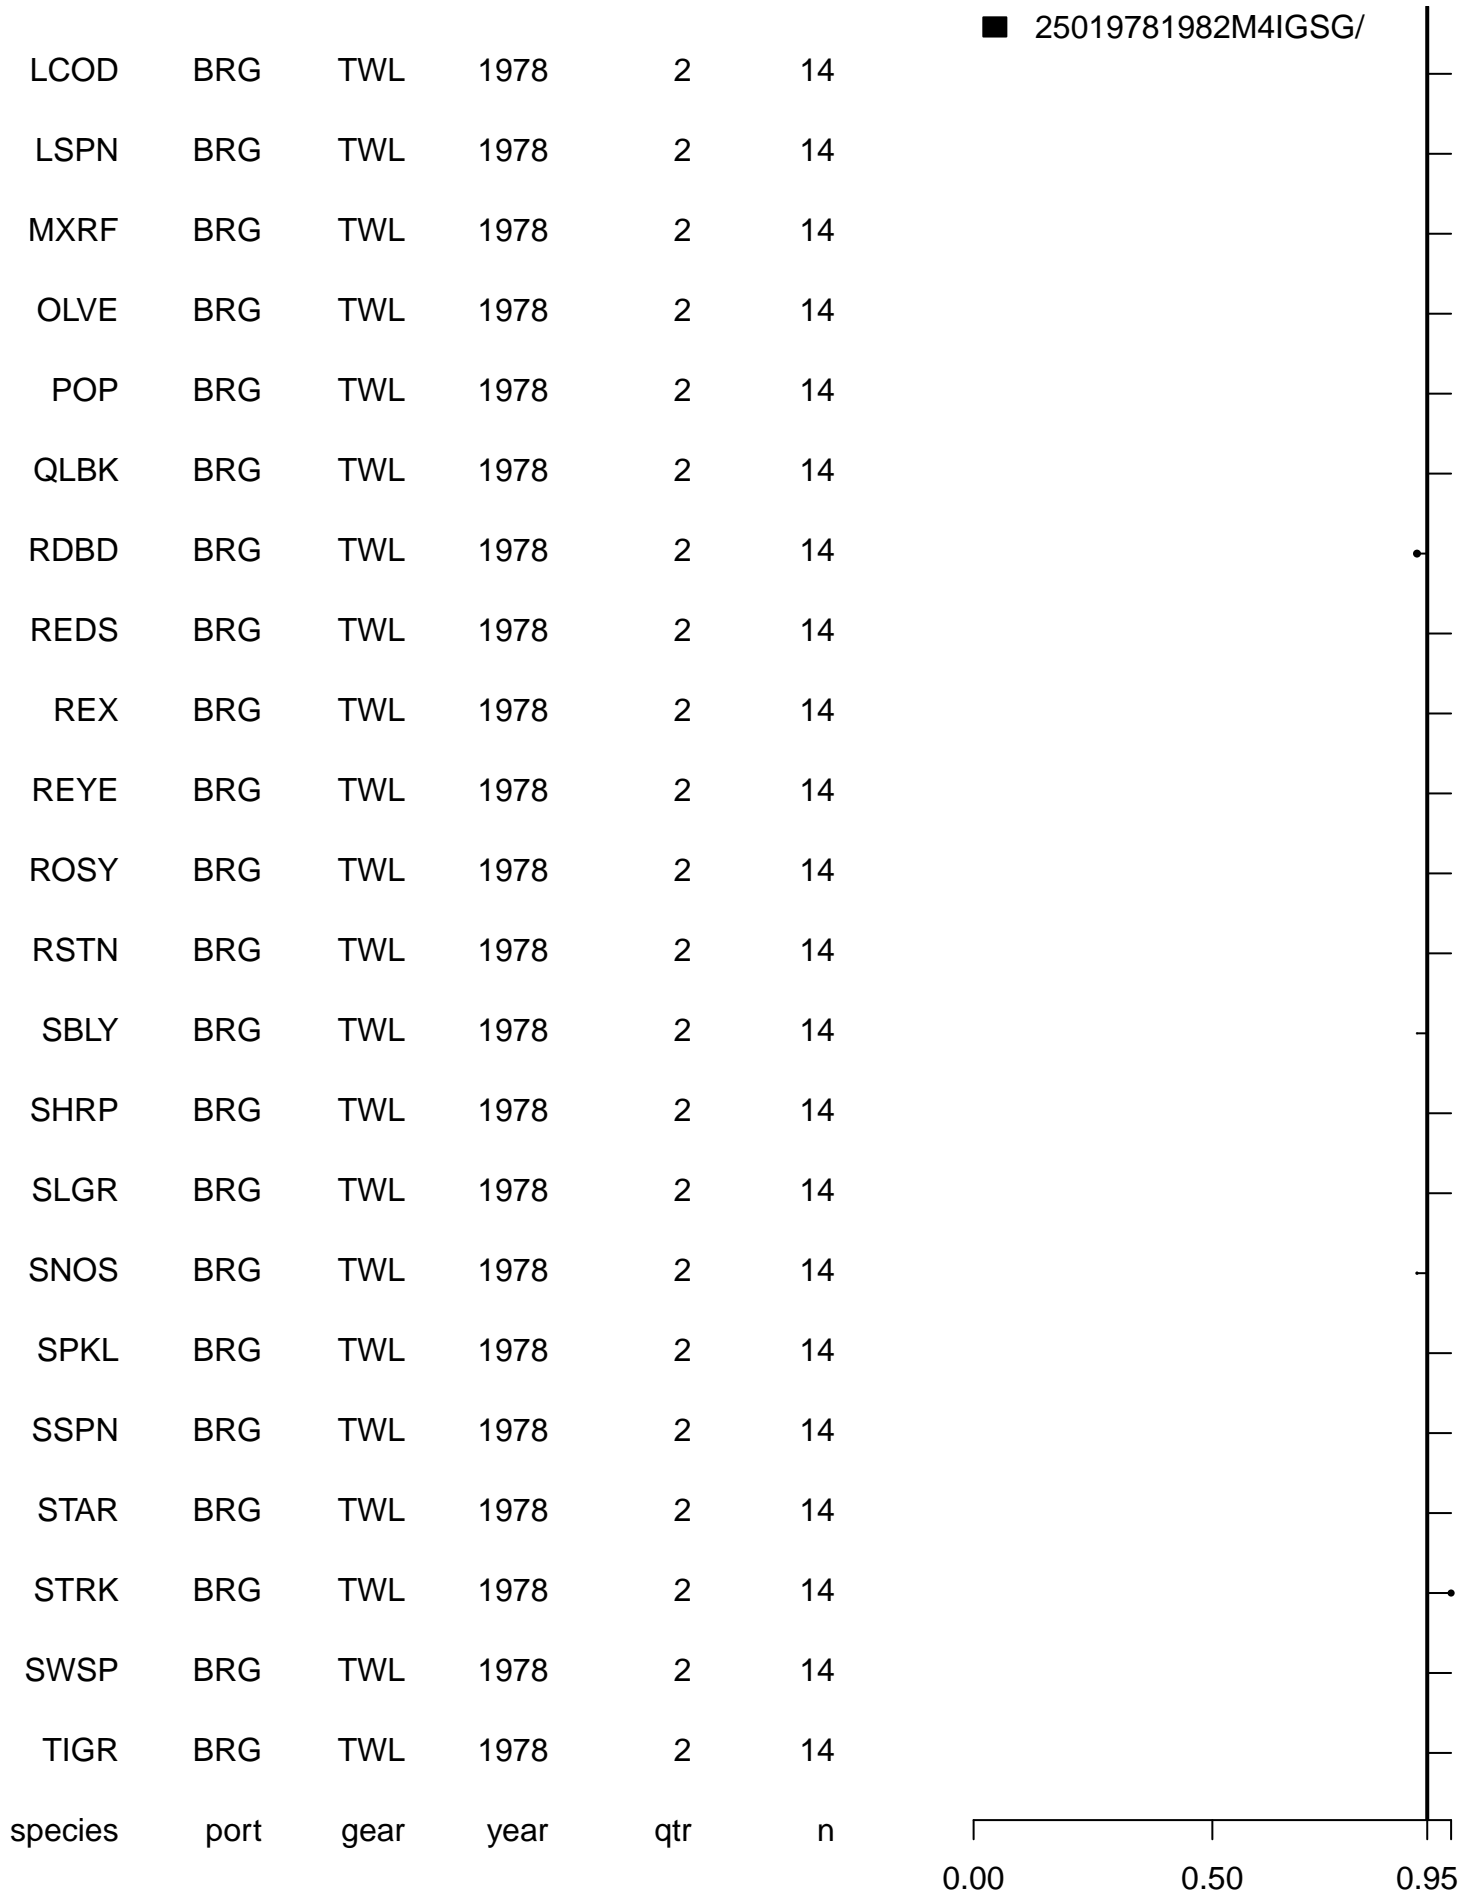 25019781982M4IGSG/
LCOD BRG TWL 1978 2 14
LSPN BRG TWL 1978 2 14
MXRF BRG TWL 1978 2 14
OLVE BRG TWL 1978 2 14
POP BRG TWL 1978 2 14
QLBK BRG TWL 1978 2 14
RDBD BRG TWL 1978 2 14
REDS BRG TWL 1978 2 14
REX BRG TWL 1978 2 14
REYE BRG TWL 1978 2 14
ROSY BRG TWL 1978 2 14
RSTN BRG TWL 1978 2 14
SBLY BRG TWL 1978 2 14
SHRP BRG TWL 1978 2 14
SLGR BRG TWL 1978 2 14
SNOS BRG TWL 1978 2 14
SPKL BRG TWL 1978 2 14
SSPN BRG TWL 1978 2 14
STAR BRG TWL 1978 2 14
STRK BRG TWL 1978 2 14
SWSP BRG TWL 1978 2 14
TIGR BRG TWL 1978 2 14
species port gear year qtr n
0.00 0.50 0.95